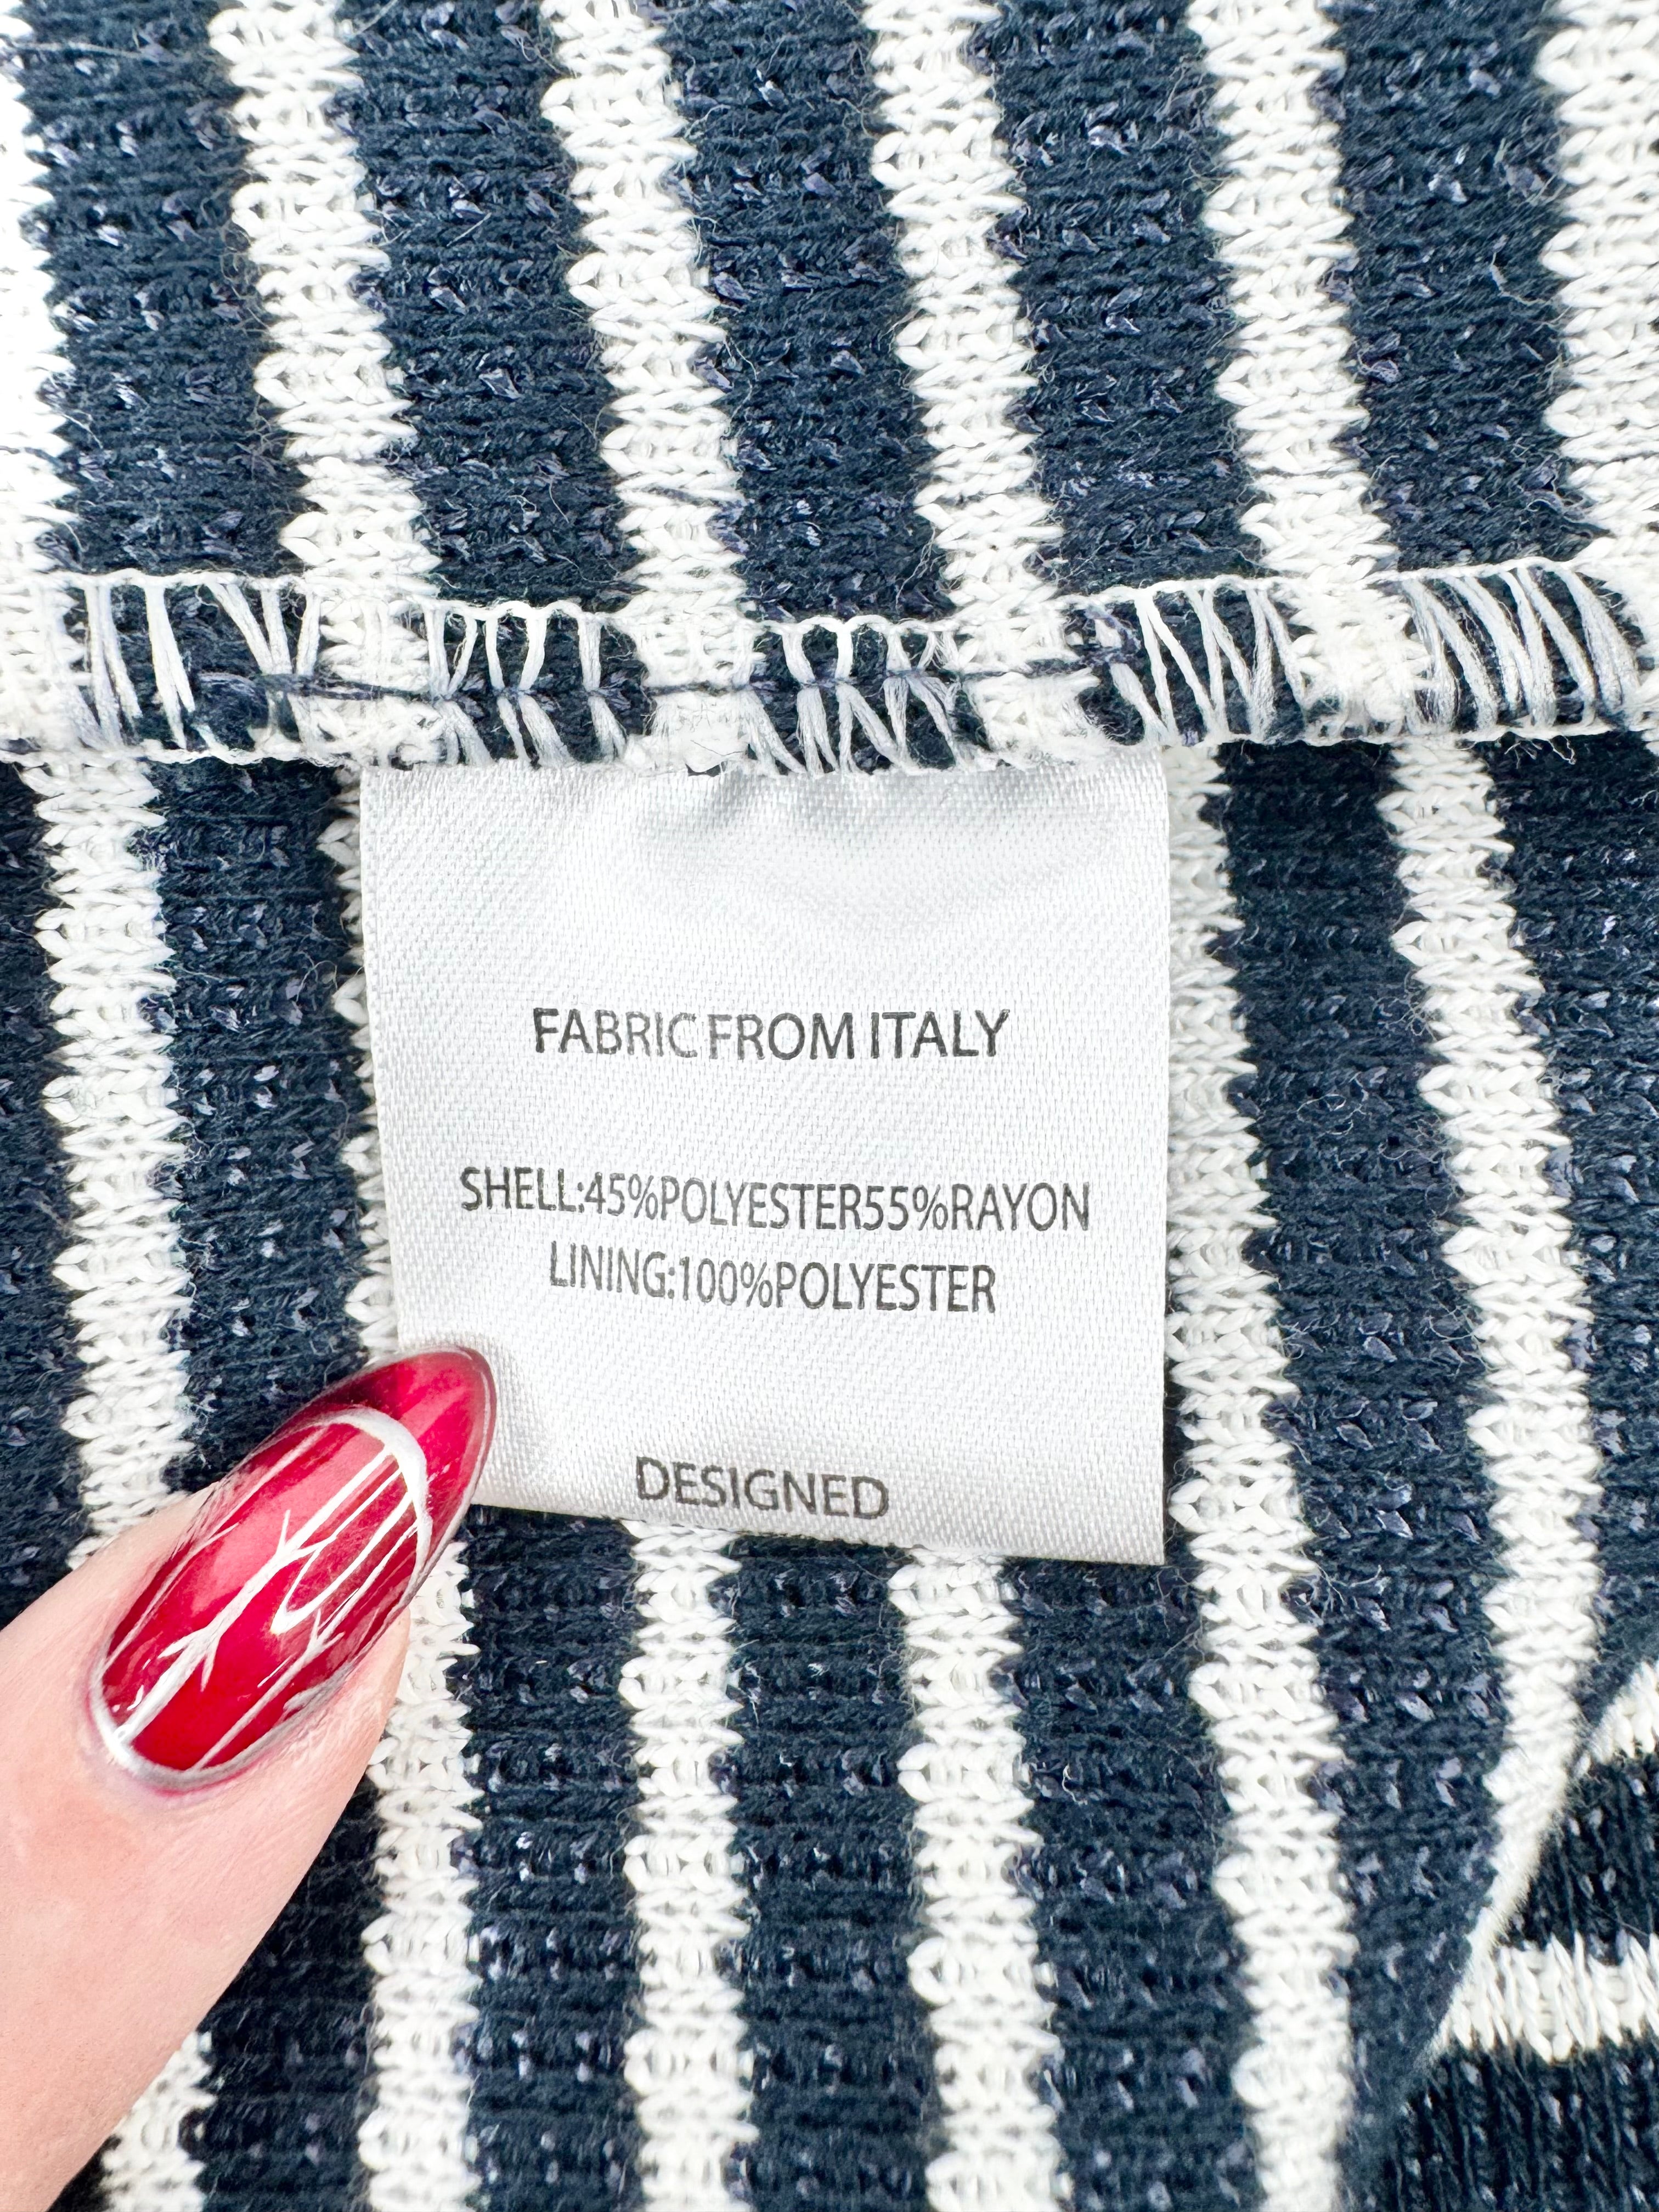 FABRIC FROM ITALY
SHELL:45%POLYESTER55%RAYON
LINING:100%POLYESTER
DESIGNED